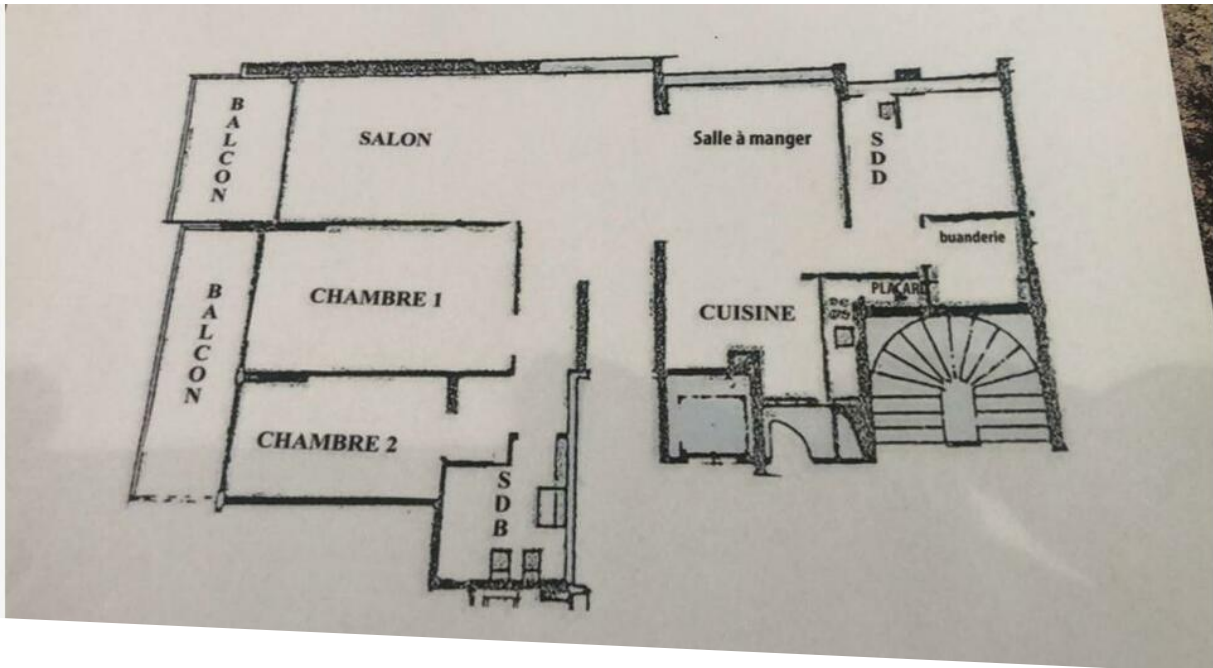 BALCON
SALON
Salle à manger
SDD
buanderie
BALCON
CHAMBRE 1
CUISINE
PLACARD
CHAMBRE 2
SDB